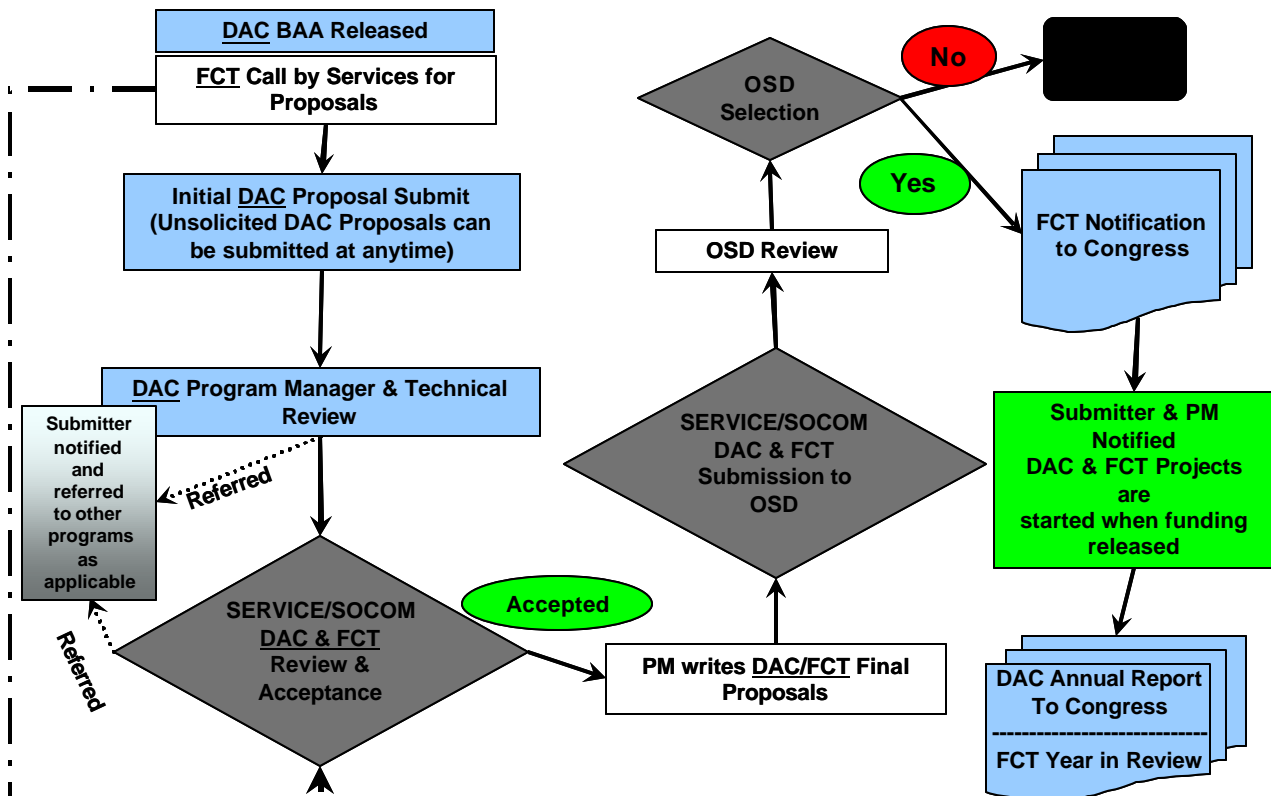 DAC BAA Released
FCT Call by Services for
Proposals
Initial DAC Proposal Submit
(Unsolicited DAC Proposals can
be submitted at anytime)
DAC Program Manager & Technical
Review
Submitter
notified
and
referred
to other
programs
as
applicable
Referred
Referred
SERVICE/SOCOM
DAC & FCT
Review &
Acceptance
Accepted
PM writes DAC/FCT Final
Proposals
SERVICE/SOCOM
DAC & FCT
Submission to
OSD
OSD Review
OSD
Selection
No
Yes
FCT Notification
to Congress
Submitter & PM
Notified
DAC & FCT Projects
are
started when funding
released
DAC Annual Report
To Congress
-----------------------------
FCT Year in Review